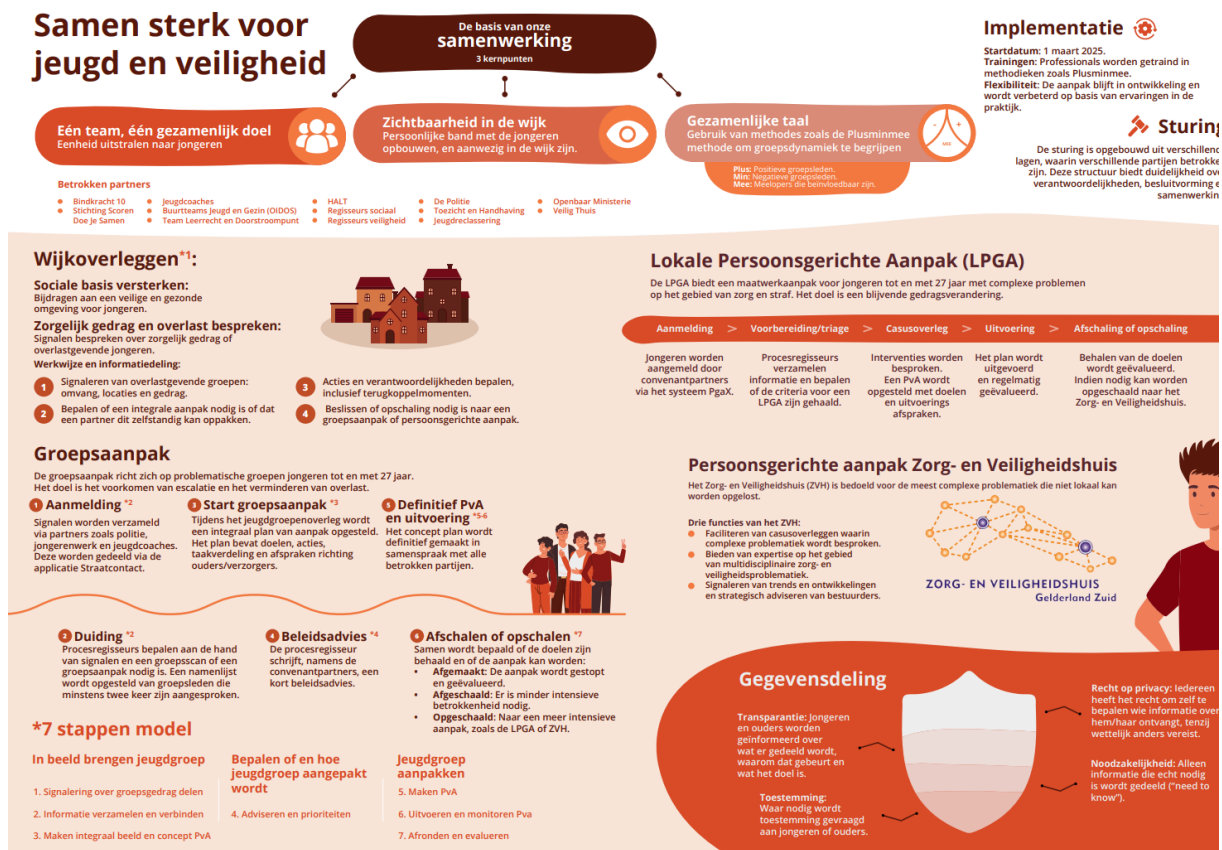 Samen sterk voor
jeugd en veiligheid
De basis van onze
samenwerking
3 kernpunten
Eén team, één gezamenlijk doel
Eenheid uitstralen naar jongeren
Zichtbaarheid in de wijk
Persoonlijke band met de jongeren
opbouwen, en aanwezig in de wijk zijn.
Gezamenlijke taal
Gebruik van methodes zoals de Plusminmee
methode om groepsdynamiek te begrijpen
- +
MEE
Plus: Positieve groepsleden.
Min: Negatieve groepsleden.
Mee: Meelopers die beïnvloedbaar zijn.
Implementatie
Startdatum: 1 maart 2025.
Trainingen: Professionals worden getraind in
methodieken zoals Plusminmee.
Flexibiliteit: De aanpak blijft in ontwikkeling en
wordt verbeterd op basis van ervaringen in de
praktijk.
Sturing
De sturing is opgebouwd uit verschillend
lagen, waarin verschillende partijen betrokke
zijn. Deze structuur biedt duidelijkheid ove
verantwoordelijkheden, besluitvorming e
samenwerkin
Betrokken partners
Bindkracht 10
Stichting Scoren
Doe Je Samen
Jeugdcoaches
Buurtteams Jeugd en Gezin (OIDOS)
Team Leerrecht en Doorstroompunt
HALT
Regisseurs sociaal
Regisseurs veiligheid
De Politie
Toezicht en Handhaving
Jeugdreclassering
Openbaar Ministerie
Veilig Thuis
Wijkoverleggen*1:
Sociale basis versterken:
Bijdragen aan een veilige en gezonde
omgeving voor jongeren.
Zorgelijk gedrag en overlast bespreken:
Signalen bespreken over zorgelijk gedrag of
overlastgevende jongeren.
Werkwijze en informatiedeling:
1 Signaleren van overlastgevende groepen:
omvang, locaties en gedrag.
2 Bepalen of een integrale aanpak nodig is of dat
een partner dit zelfstandig kan oppakken.
3 Acties en verantwoordelijkheden bepalen,
inclusief terugkoppelmomenten.
4 Beslissen of opschaling nodig is naar een
groepsaanpak of persoonsgerichte aanpak.
Groepsaanpak
De groepsaanpak richt zich op problematische groepen jongeren tot en met 27 jaar.
Het doel is het voorkomen van escalatie en het verminderen van overlast.
1 Aanmelding *2
Signalen worden verzameld
via partners zoals politie,
jongerenwerk en jeugdcoaches.
Deze worden gedeeld via de
applicatie Straatcontact.
3 Start groepsaanpak *3
Tijdens het jeugdgroepenoverleg wordt
een integraal plan van aanpak opgesteld.
Het plan bevat doelen, acties,
taakverdeling en afspraken richting
ouders/verzorgers.
5 Definitief PvA
en uitvoering *5-6
Het concept plan wordt
definitief gemaakt in
samenspraak met alle
betrokken partijen.
2 Duiding *2
Procesregisseurs bepalen aan de hand
van signalen en een groepsscan of een
groepsaanpak nodig is. Een namenlijst
wordt opgesteld van groepsleden die
minstens twee keer zijn aangesproken.
4 Beleidsadvies *4
De procesregisseur
schrijft, namens de
convenantpartners, een
kort beleidsadvies.
6 Afschalen of opschalen *7
Samen wordt bepaald of de doelen zijn
behaald en of de aanpak kan worden:
• Afgemaakt: De aanpak wordt gestopt
en geëvalueerd.
• Afgeschaald: Er is minder intensieve
betrokkenheid nodig.
• Opgeschaald: Naar een meer intensieve
aanpak, zoals de LPGA of ZVH.
*7 stappen model
In beeld brengen jeugdgroep
1. Signalering over groepsgedrag delen
2. Informatie verzamelen en verbinden
3. Maken integraal beeld en concept PvA
Bepalen of en hoe
jeugdgroep aangepakt
wordt
4. Adviseren en prioriteiten
Jeugdgroep
aanpakken
5. Maken PvA
6. Uitvoeren en monitoren Pva
7. Afronden en evalueren
Lokale Persoonsgerichte Aanpak (LPGA)
De LPGA biedt een maatwerkaanpak voor jongeren tot en met 27 jaar met complexe problemen
op het gebied van zorg en straf. Het doel is een blijvende gedragsverandering.
Aanmelding > Voorbereiding/triage > Casusoverleg > Uitvoering > Afschaling of opschaling
Jongeren worden
aangemeld door
convenantpartners
via het systeem PgaX.
Procesregisseurs
verzamelen
informatie en bepalen
of de criteria voor een
LPGA zijn gehaald.
Interventies worden
besproken.
Een PvA wordt
opgesteld met doelen
en uitvoerings
afspraken.
Het plan wordt
uitgevoerd
en regelmatig
geëvalueerd.
Behalen van de doelen
wordt geëvalueerd.
Indien nodig kan worden
opgeschaald naar het
Zorg- en Veiligheidshuis.
Persoonsgerichte aanpak Zorg- en Veiligheidshuis
Het Zorg- en Veiligheidshuis (ZVH) is bedoeld voor de meest complexe problematiek die niet lokaal kan
worden opgelost.
Drie functies van het ZVH:
Faciliteren van casusoverleggen waarin
complexe problematiek wordt besproken.
Bieden van expertise op het gebied
van multidisciplinaire zorg- en
veiligheidsproblematiek.
Signaleren van trends en ontwikkelingen
en strategisch adviseren van bestuurders.
ZORG- EN VEILIGHEIDSHUIS
Gelderland Zuid
Gegevensdeling
Transparantie: Jongeren
en ouders worden
geïnformeerd over
wat er gedeeld wordt,
waarom dat gebeurt en
wat het doel is.
Toestemming:
Waar nodig wordt
toestemming gevraagd
aan jongeren of ouders.
Recht op privacy: Iedereen
heeft het recht om zelf te
bepalen wie informatie over
hem/haar ontvangt, tenzij
wettelijk anders vereist.
Noodzakelijkheid: Alleen
informatie die echt nodig
is wordt gedeeld ("need to
know").